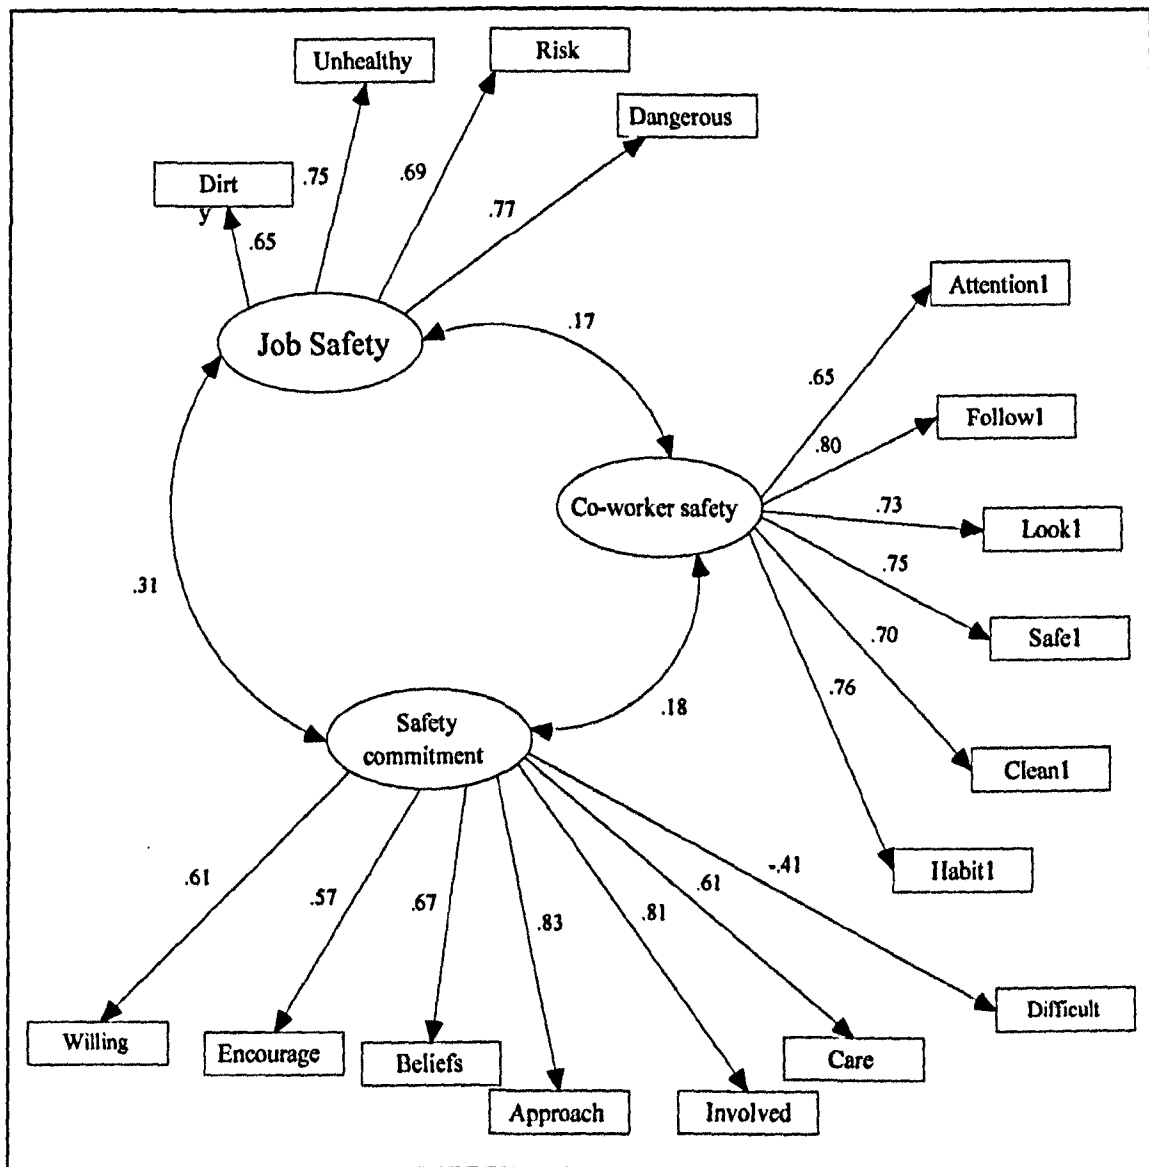 Unhealthy
Risk
Dangerous
Dirt
y
.75
.69
.77
.65
Job Safety
.17
Attention1
.65
Follow1
.80
Co-worker safety
.73
Look1
.75
Safe1
.70
.76
Clean1
Habit1
.31
.18
Safety
commitment
.61
.57
.67
.83
.81
.61
-.41
Willing
Encourage
Beliefs
Approach
Involved
Care
Difficult